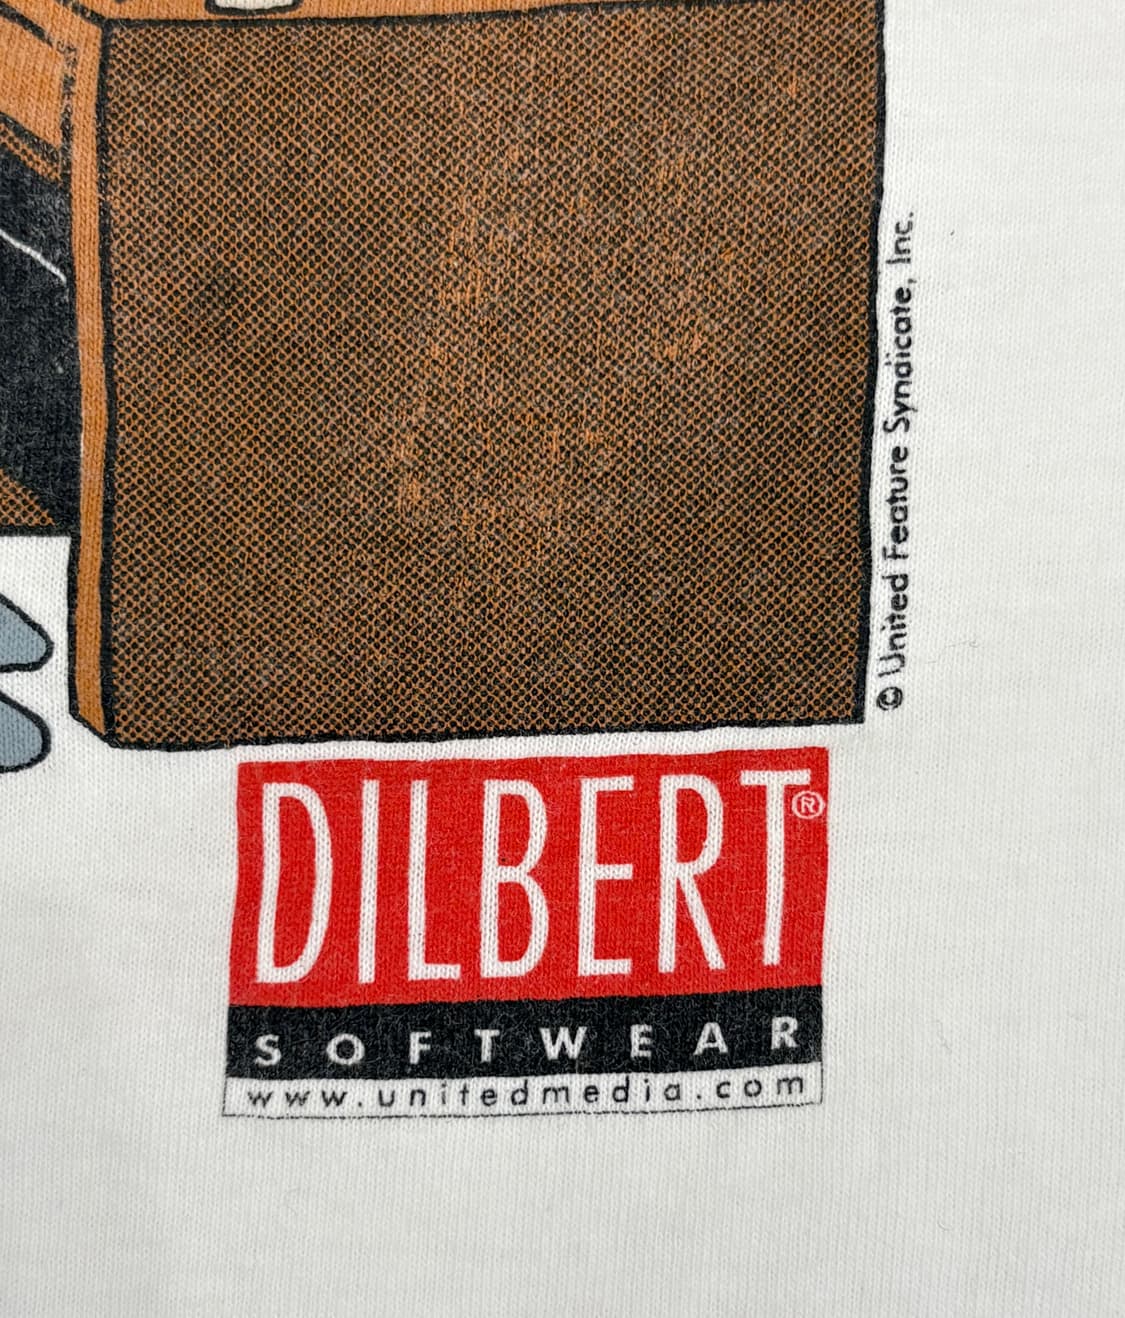 © United Feature Syndicate, Inc.
DILBERT®
SOFTWEAR
www.unitedmedia.com